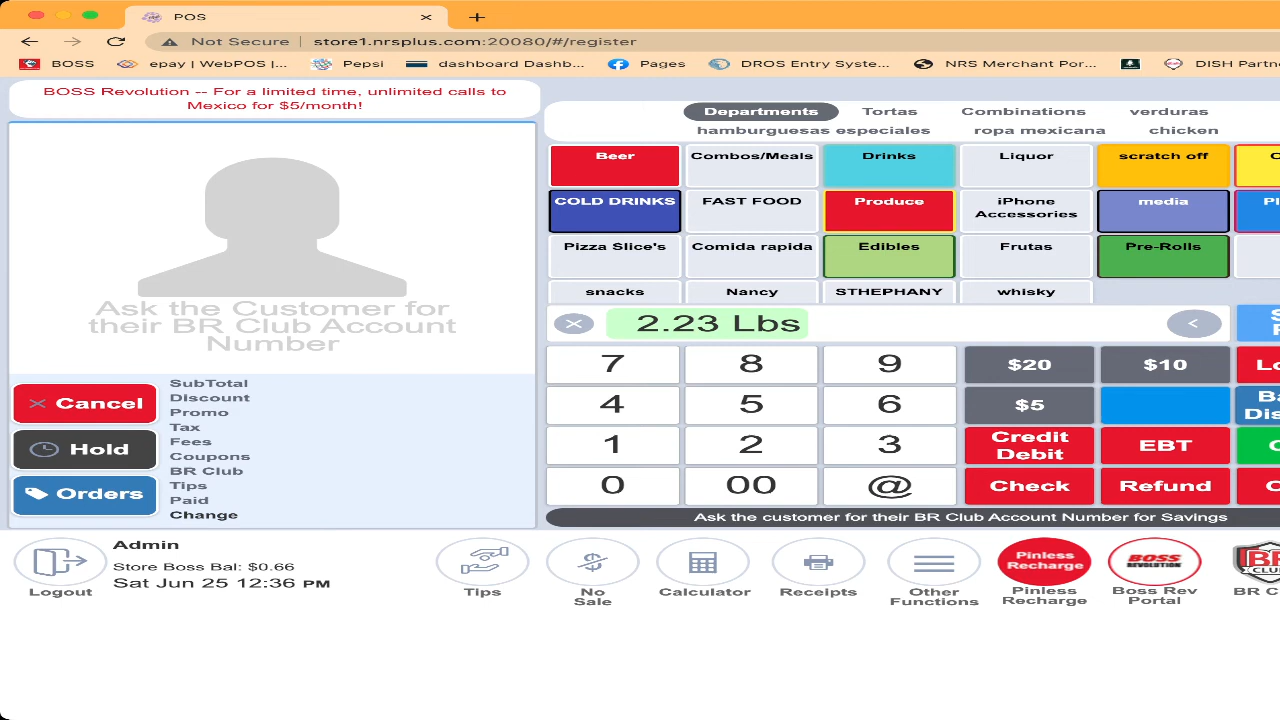 POS
Not Secure
store1.nrsplus.com:20080/#/register
BOSS
epay | WebPOS |...
Pepsi
dashboard Dashb...
Pages
DROS Entry Syste...
NRS Merchant Por...
DISH Partne
BOSS Revolution -- For a limited time, unlimited calls to
Mexico for $5/month!
Departments
Tortas
Combinations
verduras
hamburguesas especiales
ropa mexicana
chicken
Beer
Combos/Meals
Drinks
Liquor
scratch off
COLD DRINKS
FAST FOOD
Produce
iPhone
Accessories
media
Pizza Slice's
Comida rapida
Edibles
Frutas
Pre-Rolls
snacks
Nancy
STHEPHANY
whisky
Ask the Customer for
their BR Club Account
Number
2.23 Lbs
7 8 9 $20 $10
4 5 6 $5
1 2 3
Credit
Debit
EBT
0 00 @ Check Refund
Ask the customer for their BR Club Account Number for Savings
Cancel
Hold
Orders
SubTotal
Discount
Promo
Tax
Fees
Coupons
BR Club
Tips
Paid
Change
Admin
Store Boss Bal: $0.66
Sat Jun 25 12:36 PM
Logout
Tips
No
Sale
Calculator
Receipts
Other
Functions
Pinless
Recharge
Pinless
Recharge
BOSS
REVOLUTION
Boss Rev
Portal
BR C